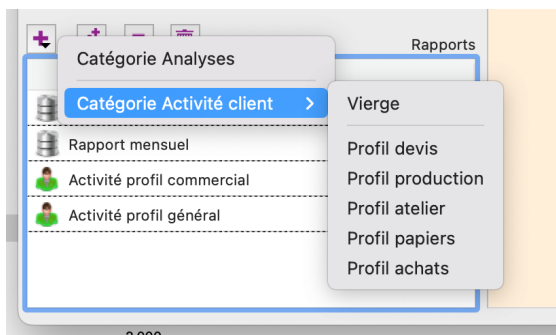 Rapports
Catégorie Analyses
Catégorie Activité client
Vierge
Profil devis
Profil production
Profil atelier
Profil papiers
Profil achats
Rapport mensuel
Activité profil commercial
Activité profil général